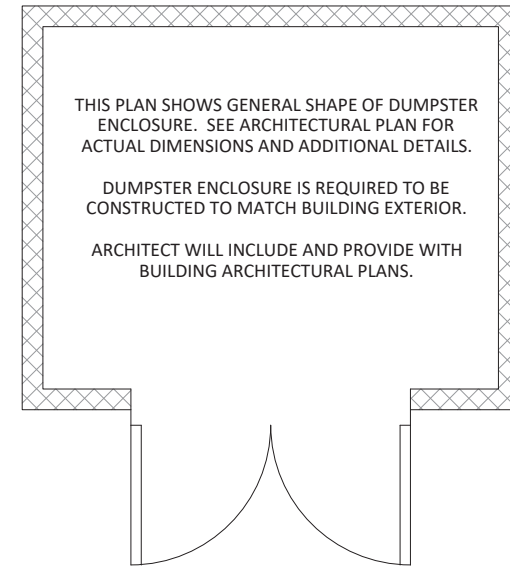 THIS PLAN SHOWS GENERAL SHAPE OF DUMPSTER
ENCLOSURE. SEE ARCHITECTURAL PLAN FOR
ACTUAL DIMENSIONS AND ADDITIONAL DETAILS.
DUMPSTER ENCLOSURE IS REQUIRED TO BE
CONSTRUCTED TO MATCH BUILDING EXTERIOR.
ARCHITECT WILL INCLUDE AND PROVIDE WITH
BUILDING ARCHITECTURAL PLANS.